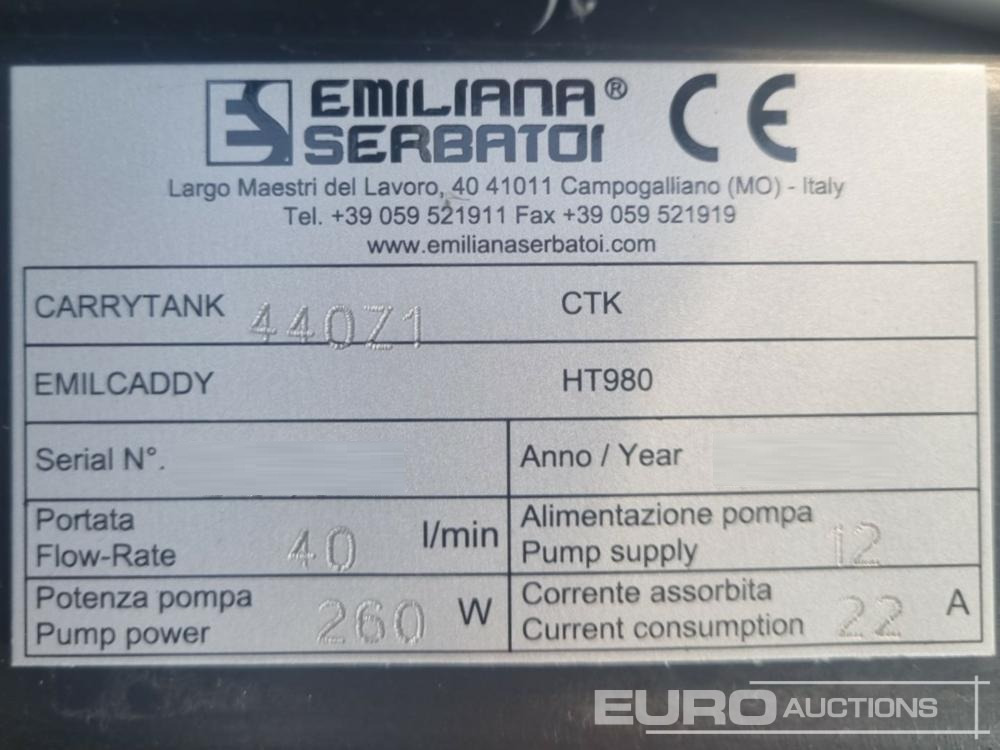 ES EMILIANA®
SERBATOI CE
Largo Maestri del Lavoro, 40 41011 Campogalliano (MO) - Italy
Tel. +39 059 521911 Fax +39 059 521919
www.emilianaserbatoi.com
CARRYTANK 440Z1 CTK
EMILCADDY HT980
Serial N°. Anno / Year
Portata
Flow-Rate 40 l/min
Alimentazione pompa
Pump supply 12
Potenza pompa
Pump power 260 W
Corrente assorbita
Current consumption 22 A
EURO AUCTIONS